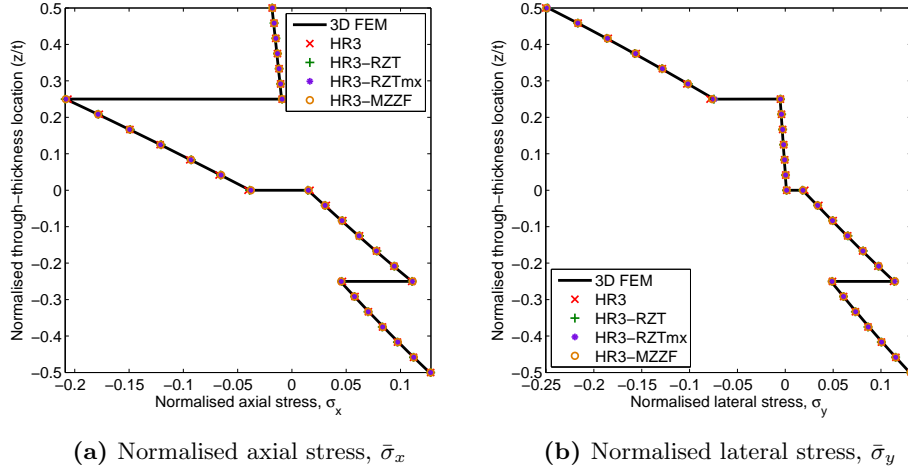 0.5
0.4
0.3
0.2
0.1
0
−0.1
−0.2
−0.3
−0.4
−0.5
Normalised through−thickness location (z/t)
3D FEM
HR3
HR3−RZT
HR3−RZTmx
HR3−MZZF
−0.2 −0.15 −0.1 −0.05 0 0.05 0.1
Normalised axial stress, σ_x
(a) Normalised axial stress, σ̄_x
0.5
0.4
0.3
0.2
0.1
0
−0.1
−0.2
−0.3
−0.4
−0.5
Normalised through−thickness location (z/t)
3D FEM
HR3
HR3−RZT
HR3−RZTmx
HR3−MZZF
−0.25 −0.2 −0.15 −0.1 −0.05 0 0.05 0.1
Normalised lateral stress, σ_y
(b) Normalised lateral stress, σ̄_y